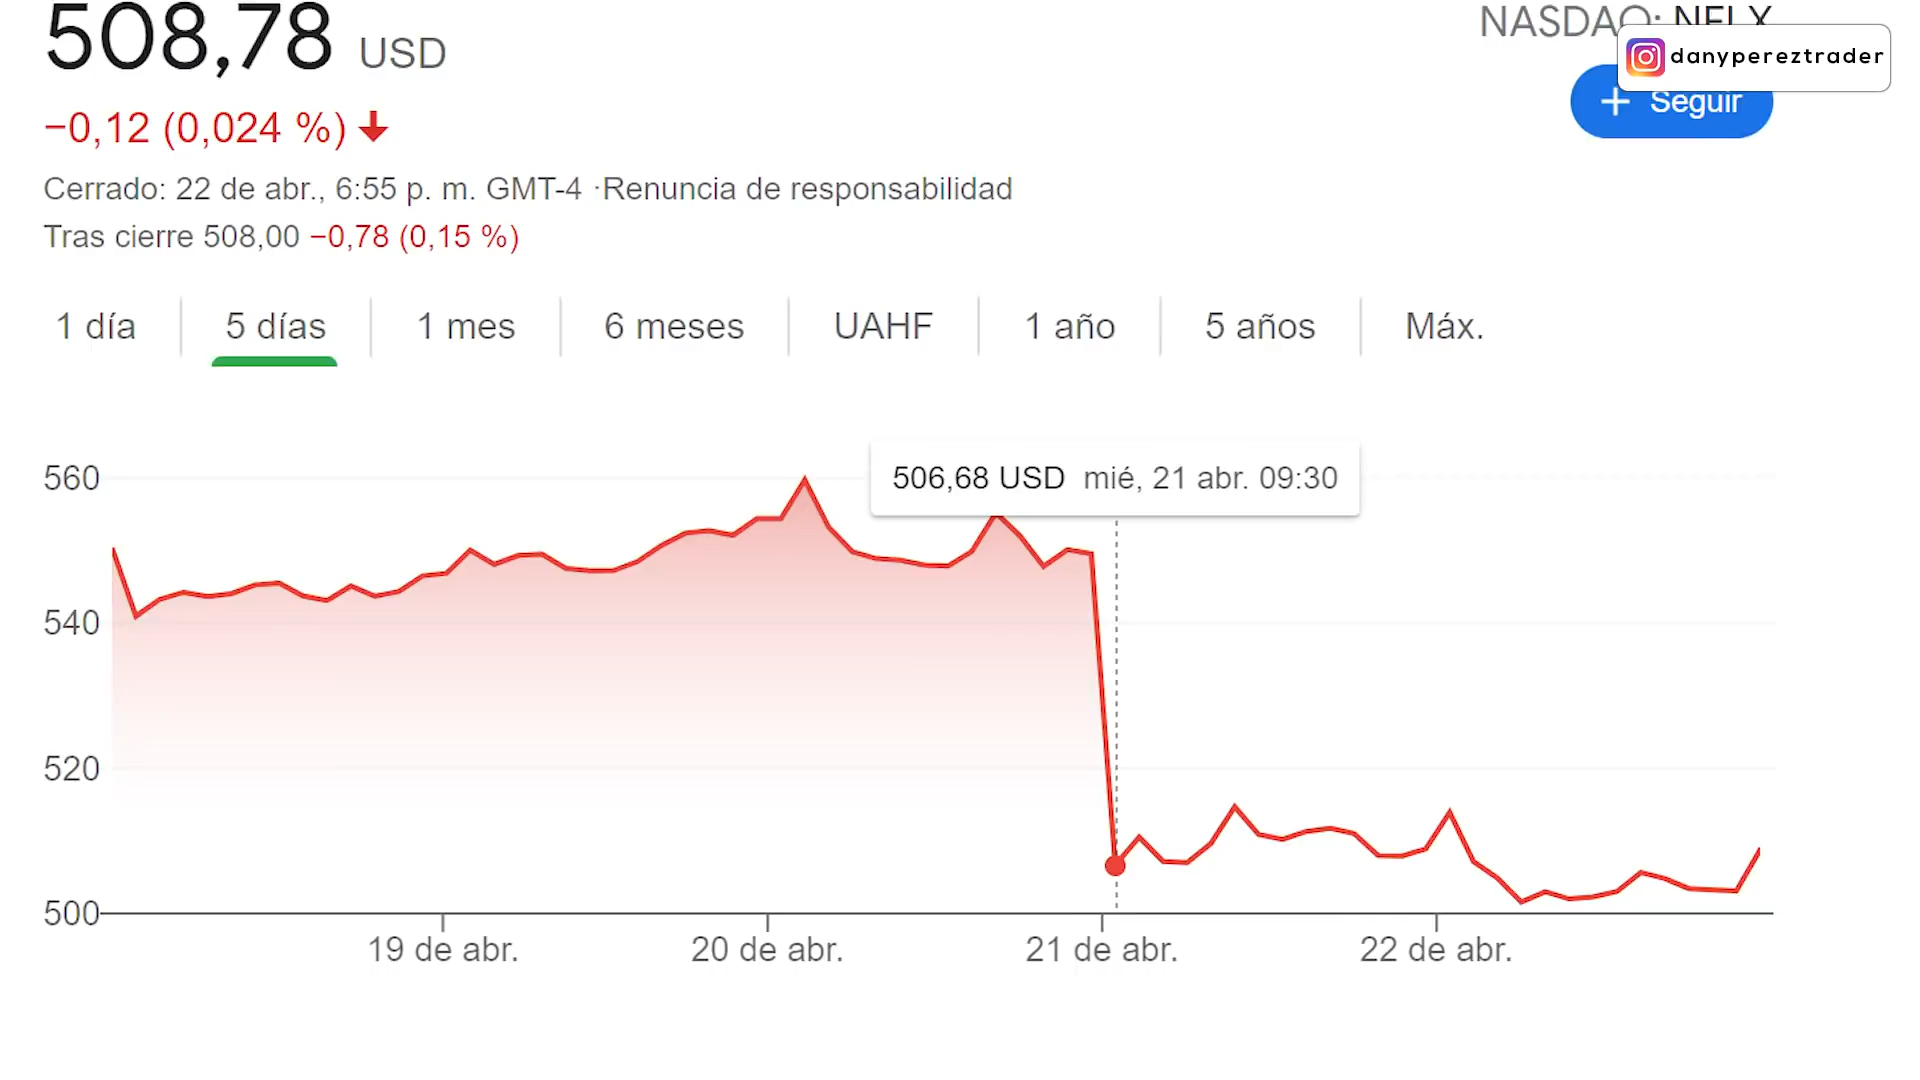 508,78 USD
NASDAQ: NFLX
danypereztrader
+ Seguir
−0,12 (0,024 %)
Cerrado: 22 de abr., 6:55 p. m. GMT-4 ·Renuncia de responsabilidad
Tras cierre 508,00 −0,78 (0,15 %)
1 día 5 días 1 mes 6 meses UAHF 1 año 5 años Máx.
560
506,68 USD mié, 21 abr. 09:30
540
520
500
19 de abr. 20 de abr. 21 de abr. 22 de abr.